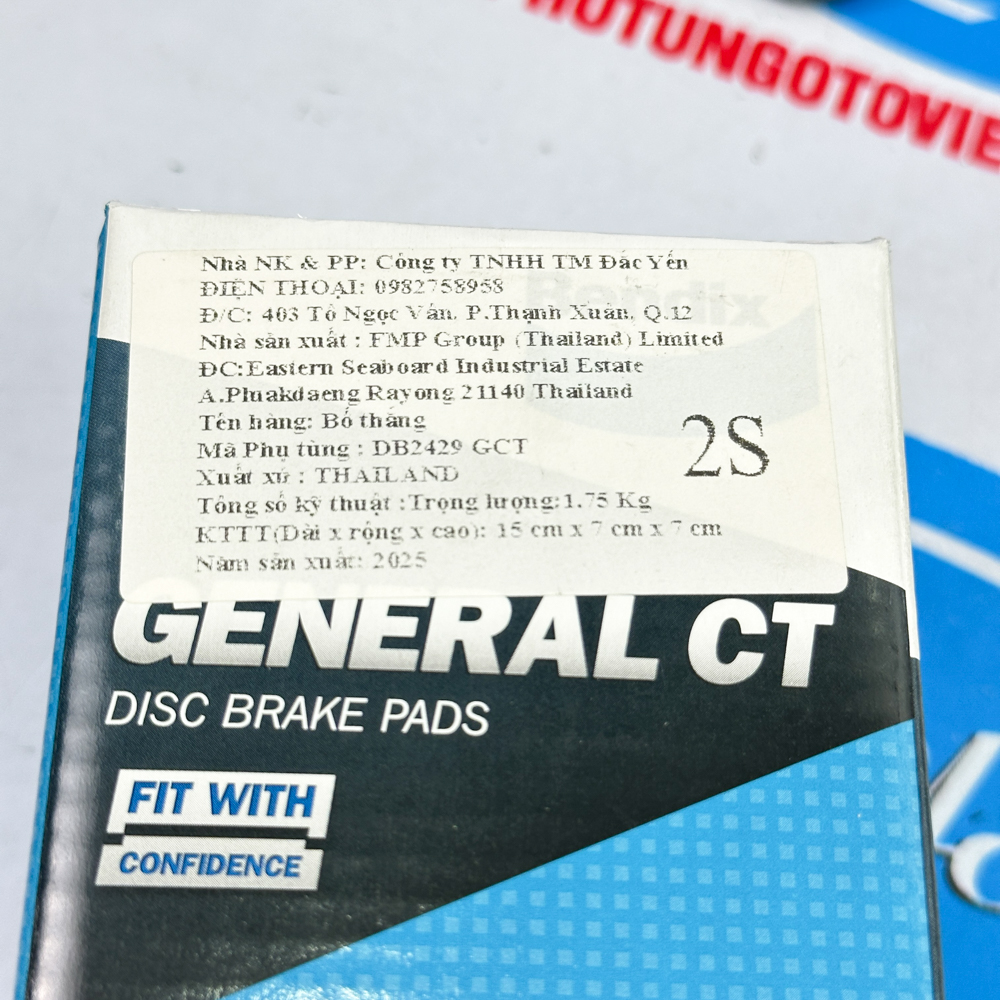 HOTUNGOTOVIE
Bendix
Nhà NK & PP: Công ty TNHH TM Đắc Yến
ĐIỆN THOẠI: 0982758958
Đ/C: 403 Tô Ngọc Vân, P.Thạnh Xuân, Q.12
Nhà sản xuất : FMP Group (Thailand) Limited
ĐC:Eastern Seaboard Industrial Estate
A.Pluakdaeng Rayong 21140 Thailand
Tên hàng: Bố thắng
Mã Phụ tùng : DB2429 GCT
2S
Xuất xứ : THAILAND
Tông số kỹ thuật :Trọng lượng:1.75 Kg
KTTT(Dài x rộng x cao): 15 cm x 7 cm x 7 cm
Năm sản xuất: 2025
GENERAL CT
DISC BRAKE PADS
FIT WITH
CONFIDENCE